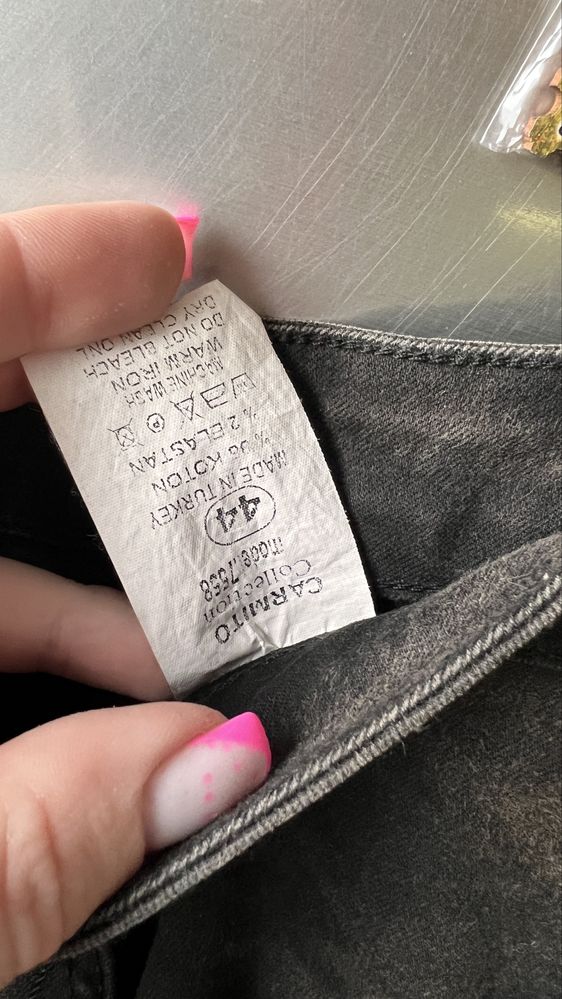 CARMITO
Collection
mode.7558
44
MADE IN TURKEY
% 98 KOTON
% 2 ELASTAN
MACHINE WASH
WARM IRON
DO NOT BLEACH
DRY CLEAN ONL